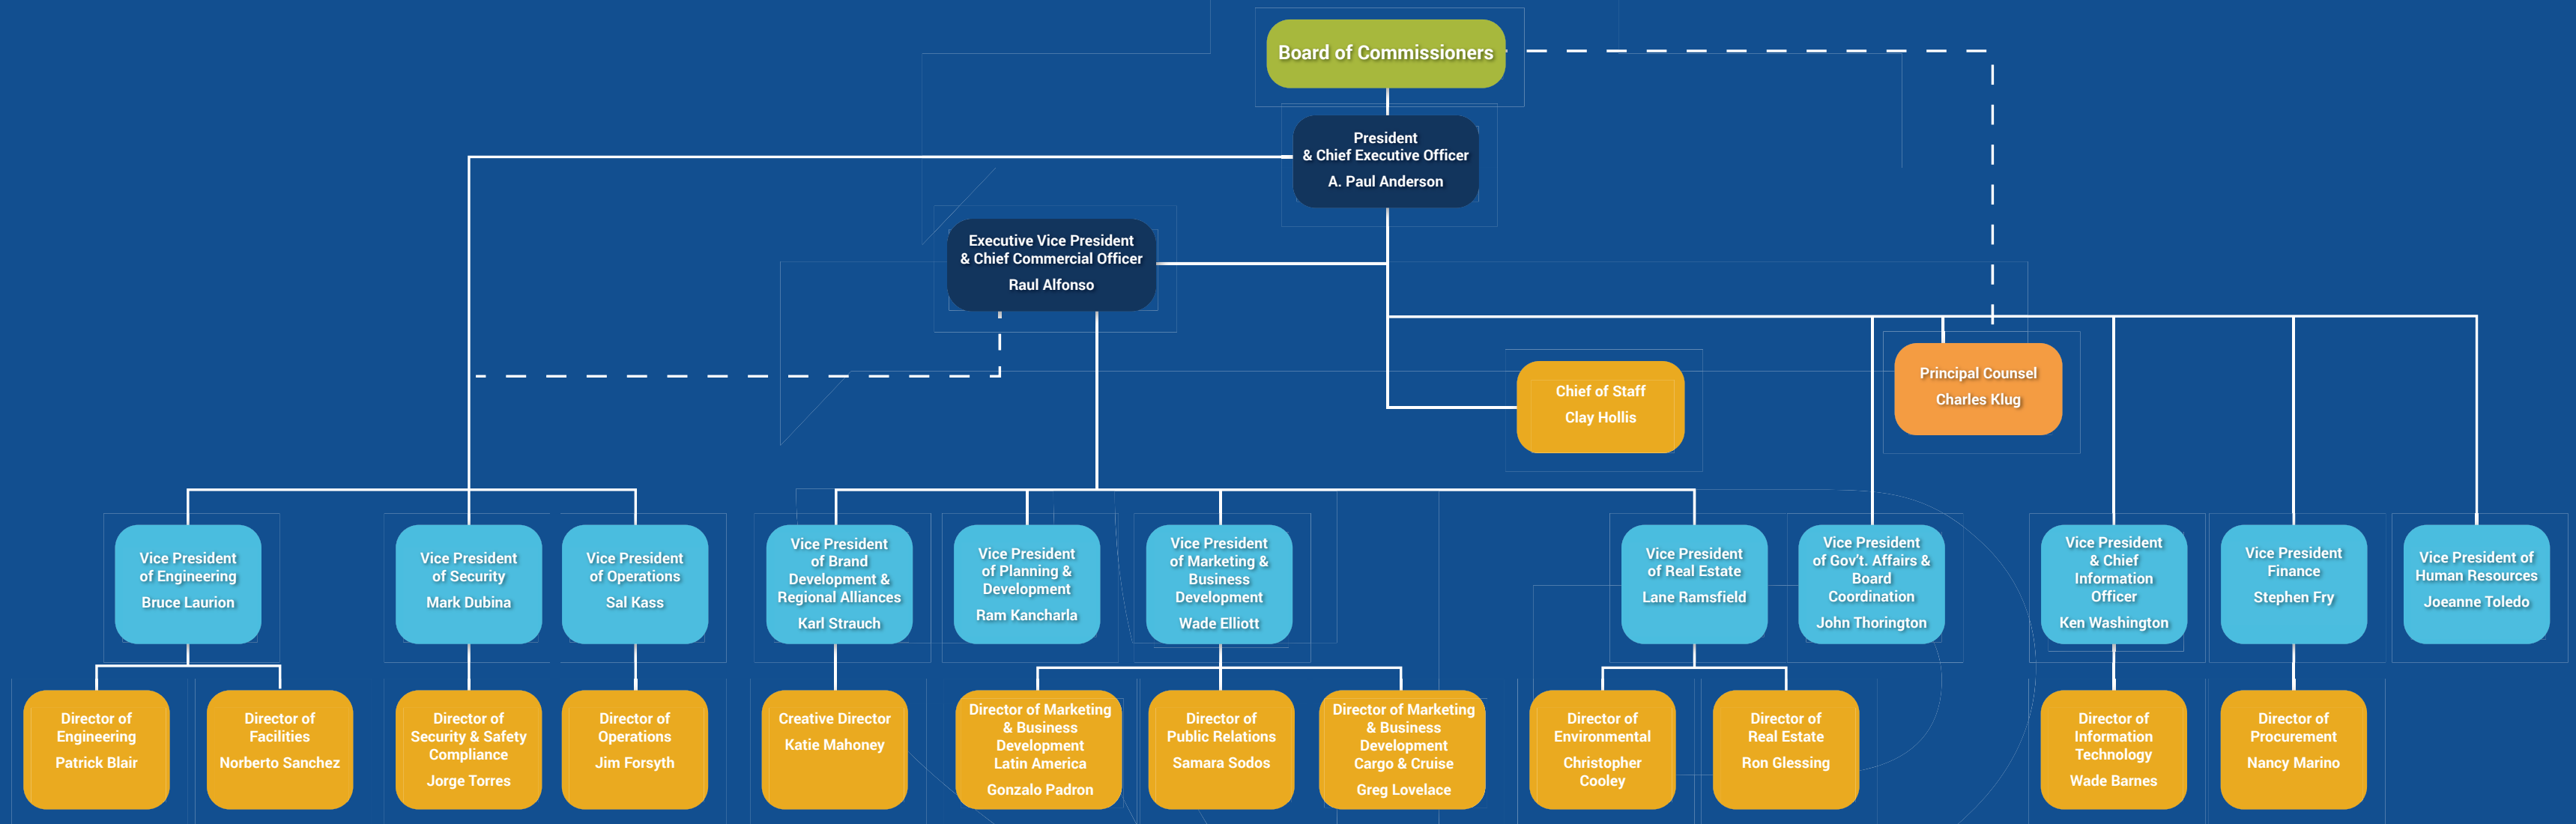 Board of Commissioners
President
& Chief Executive Officer
A. Paul Anderson
Executive Vice President
& Chief Commercial Officer
Raul Alfonso
Chief of Staff
Clay Hollis
Principal Counsel
Charles Klug
Vice President
of Engineering
Bruce Laurion
Vice President
of Security
Mark Dubina
Vice President
of Operations
Sal Kass
Vice President
of Brand
Development &
Regional Alliances
Karl Strauch
Vice President
of Planning &
Development
Ram Kancharla
Vice President
of Marketing &
Business
Development
Wade Elliott
Vice President
of Real Estate
Lane Ramsfield
Vice President
of Gov't. Affairs &
Board
Coordination
John Thorington
Vice President
& Chief
Information
Officer
Ken Washington
Vice President
Finance
Stephen Fry
Vice President of
Human Resources
Joeanne Toledo
Director of
Engineering
Patrick Blair
Director of
Facilities
Norberto Sanchez
Director of
Security & Safety
Compliance
Jorge Torres
Director of
Operations
Jim Forsyth
Creative Director
Katie Mahoney
Director of Marketing
& Business
Development
Latin America
Gonzalo Padron
Director of
Public Relations
Samara Sodos
Director of Marketing
& Business
Development
Cargo & Cruise
Greg Lovelace
Director of
Environmental
Christopher
Cooley
Director of
Real Estate
Ron Glessing
Director of
Information
Technology
Wade Barnes
Director of
Procurement
Nancy Marino